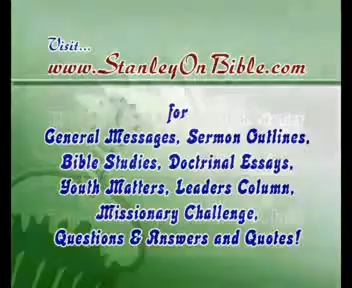 Visit...
www.StanleyOnBible.com
for
General Messages, Sermon Outlines,
Bible Studies, Doctrinal Essays,
Youth Matters, Leaders Column,
Missionary Challenge,
Questions & Answers and Quotes!